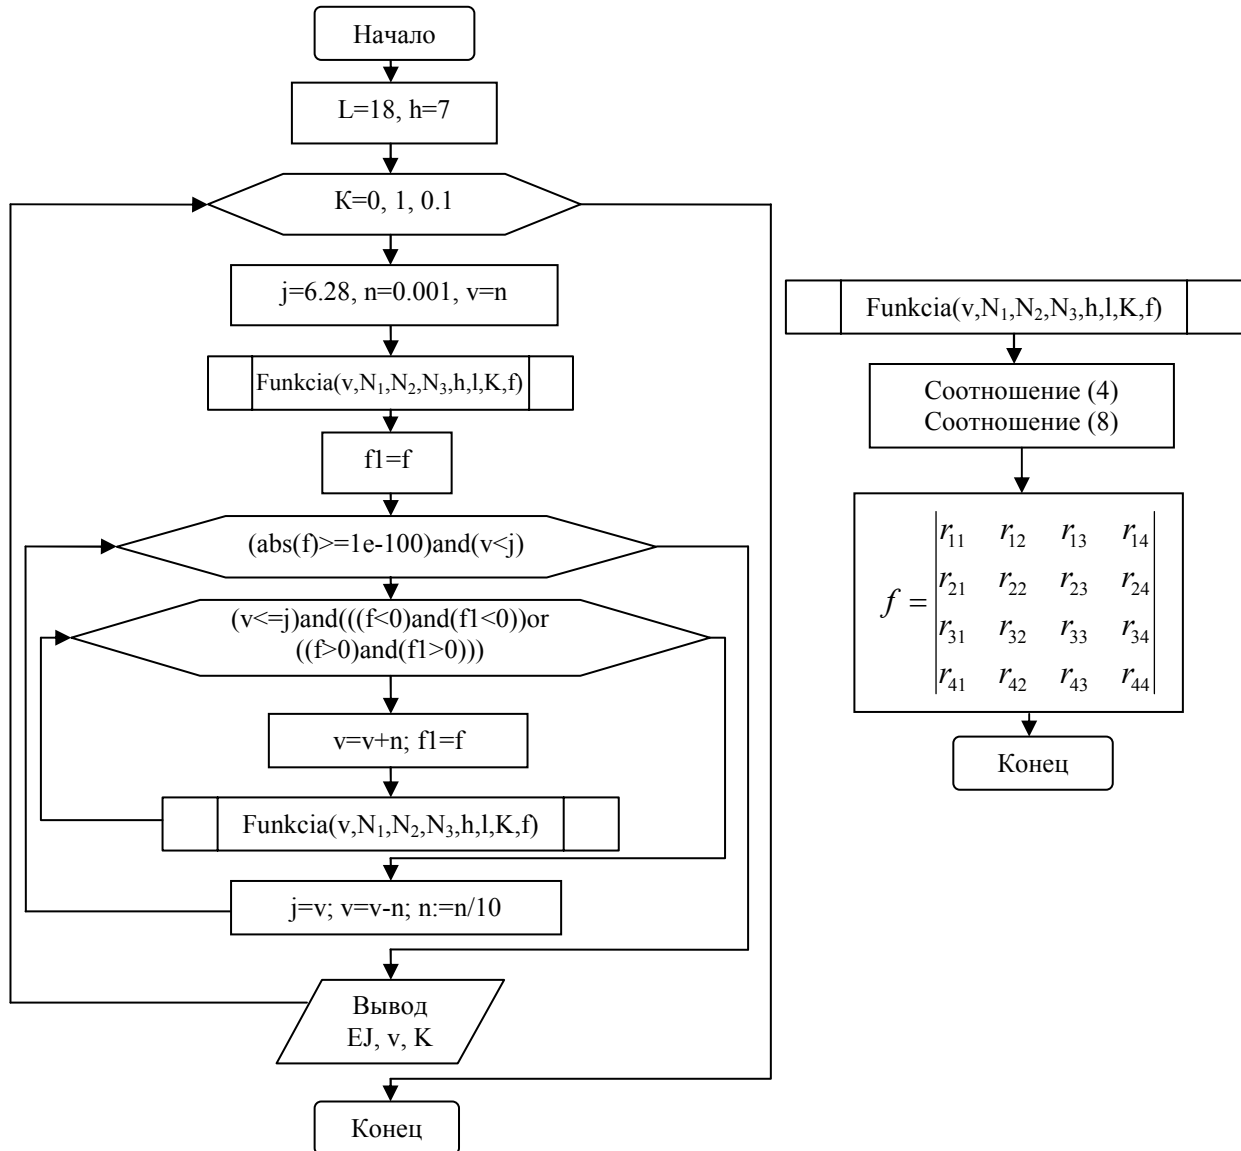 Начало
L=18, h=7
К=0, 1, 0.1
j=6.28, n=0.001, v=n
Funkcia(v,N₁,N₂,N₃,h,l,K,f)
f1=f
(abs(f)>=1e-100)and(v<j)
(v<=j)and(((f<0)and(f1<0))or
((f>0)and(f1>0)))
v=v+n; f1=f
Funkcia(v,N₁,N₂,N₃,h,l,K,f)
j=v; v=v-n; n:=n/10
Вывод
EJ, v, K
Конец
Funkcia(v,N₁,N₂,N₃,h,l,K,f)
Соотношение (4)
Соотношение (8)
r₁₁ r₁₂ r₁₃ r₁₄
r₂₁ r₂₂ r₂₃ r₂₄
f =
r₃₁ r₃₂ r₃₃ r₃₄
r₄₁ r₄₂ r₄₃ r₄₄
Конец